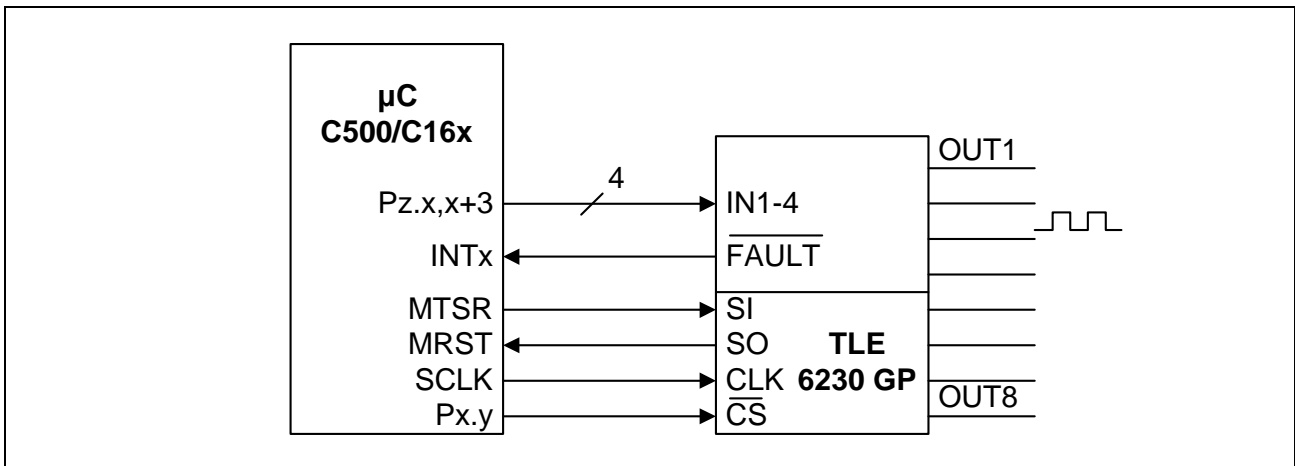 µC
C500/C16x
Pz.x,x+3
INTx
MTSR
MRST
SCLK
Px.y
4
IN1-4
FAULT
SI
SO
CLK
CS
TLE
6230 GP
OUT1
OUT8